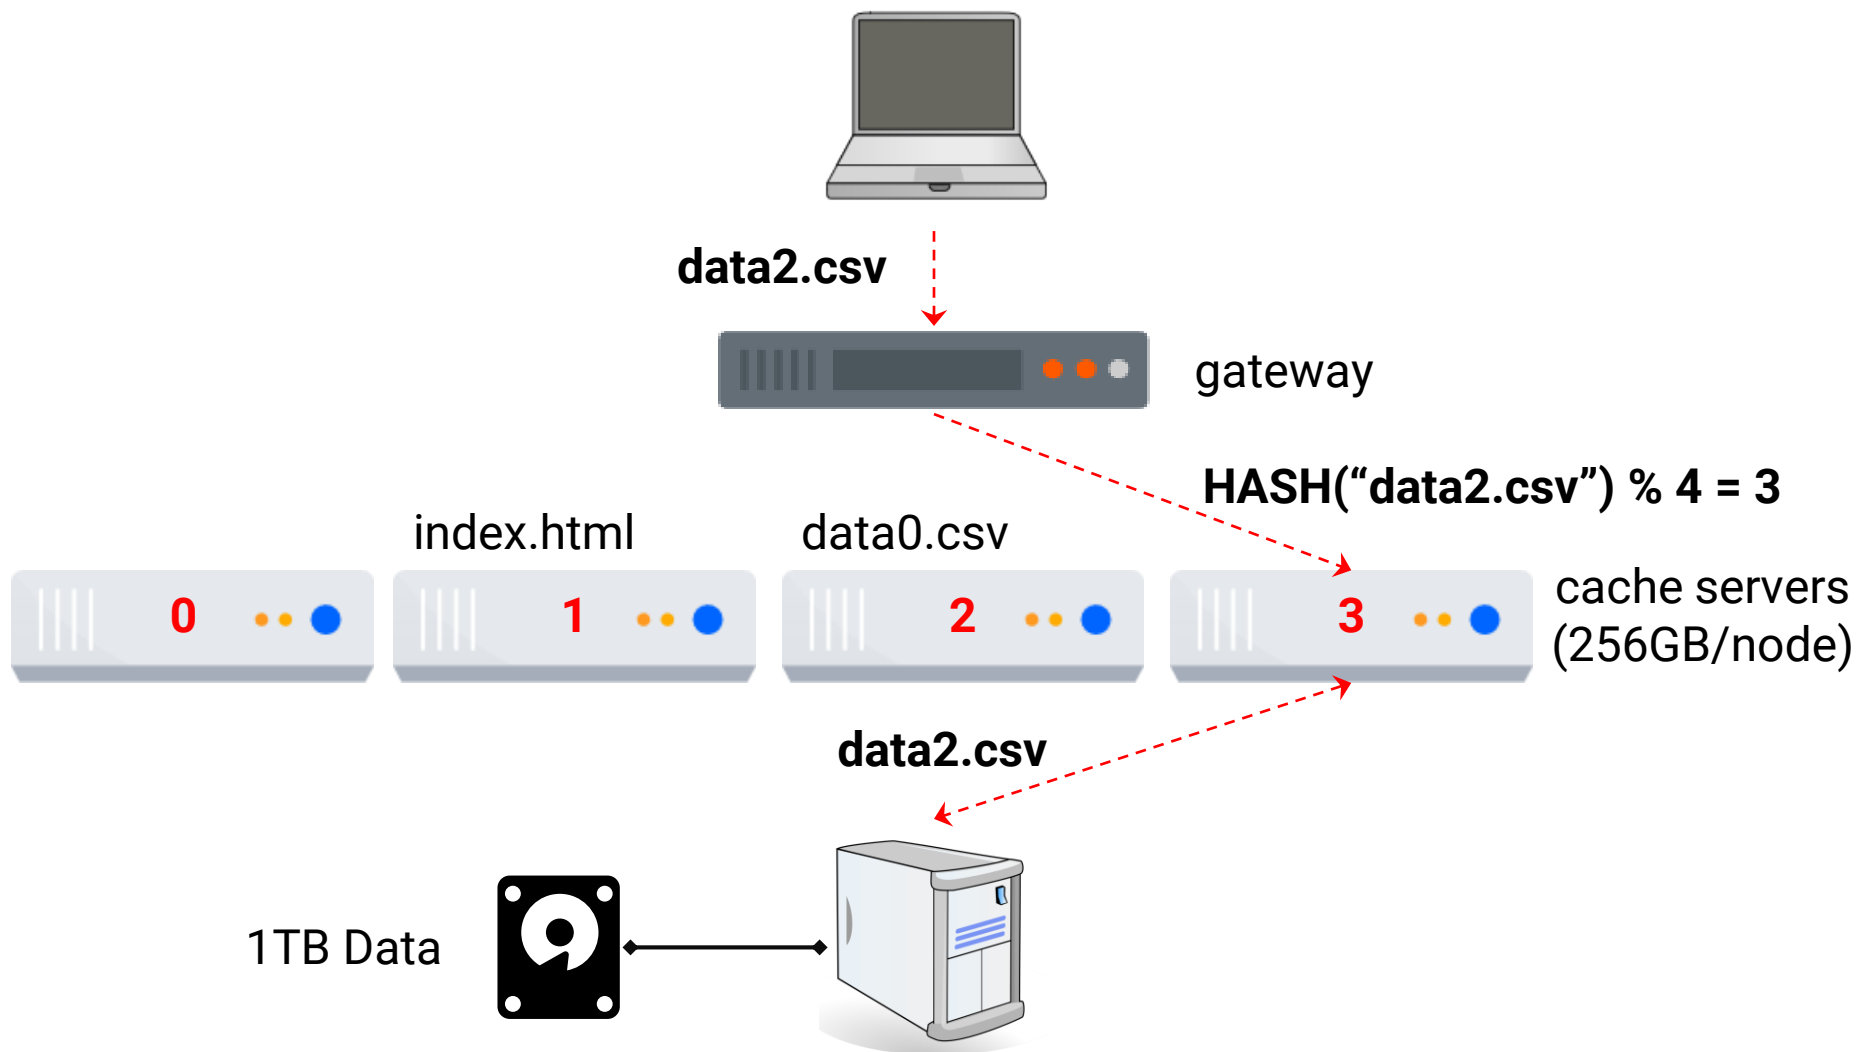 data2.csv
gateway
HASH(“data2.csv”) % 4 = 3
index.html
data0.csv
0
1
2
3
cache servers
(256GB/node)
data2.csv
1TB Data